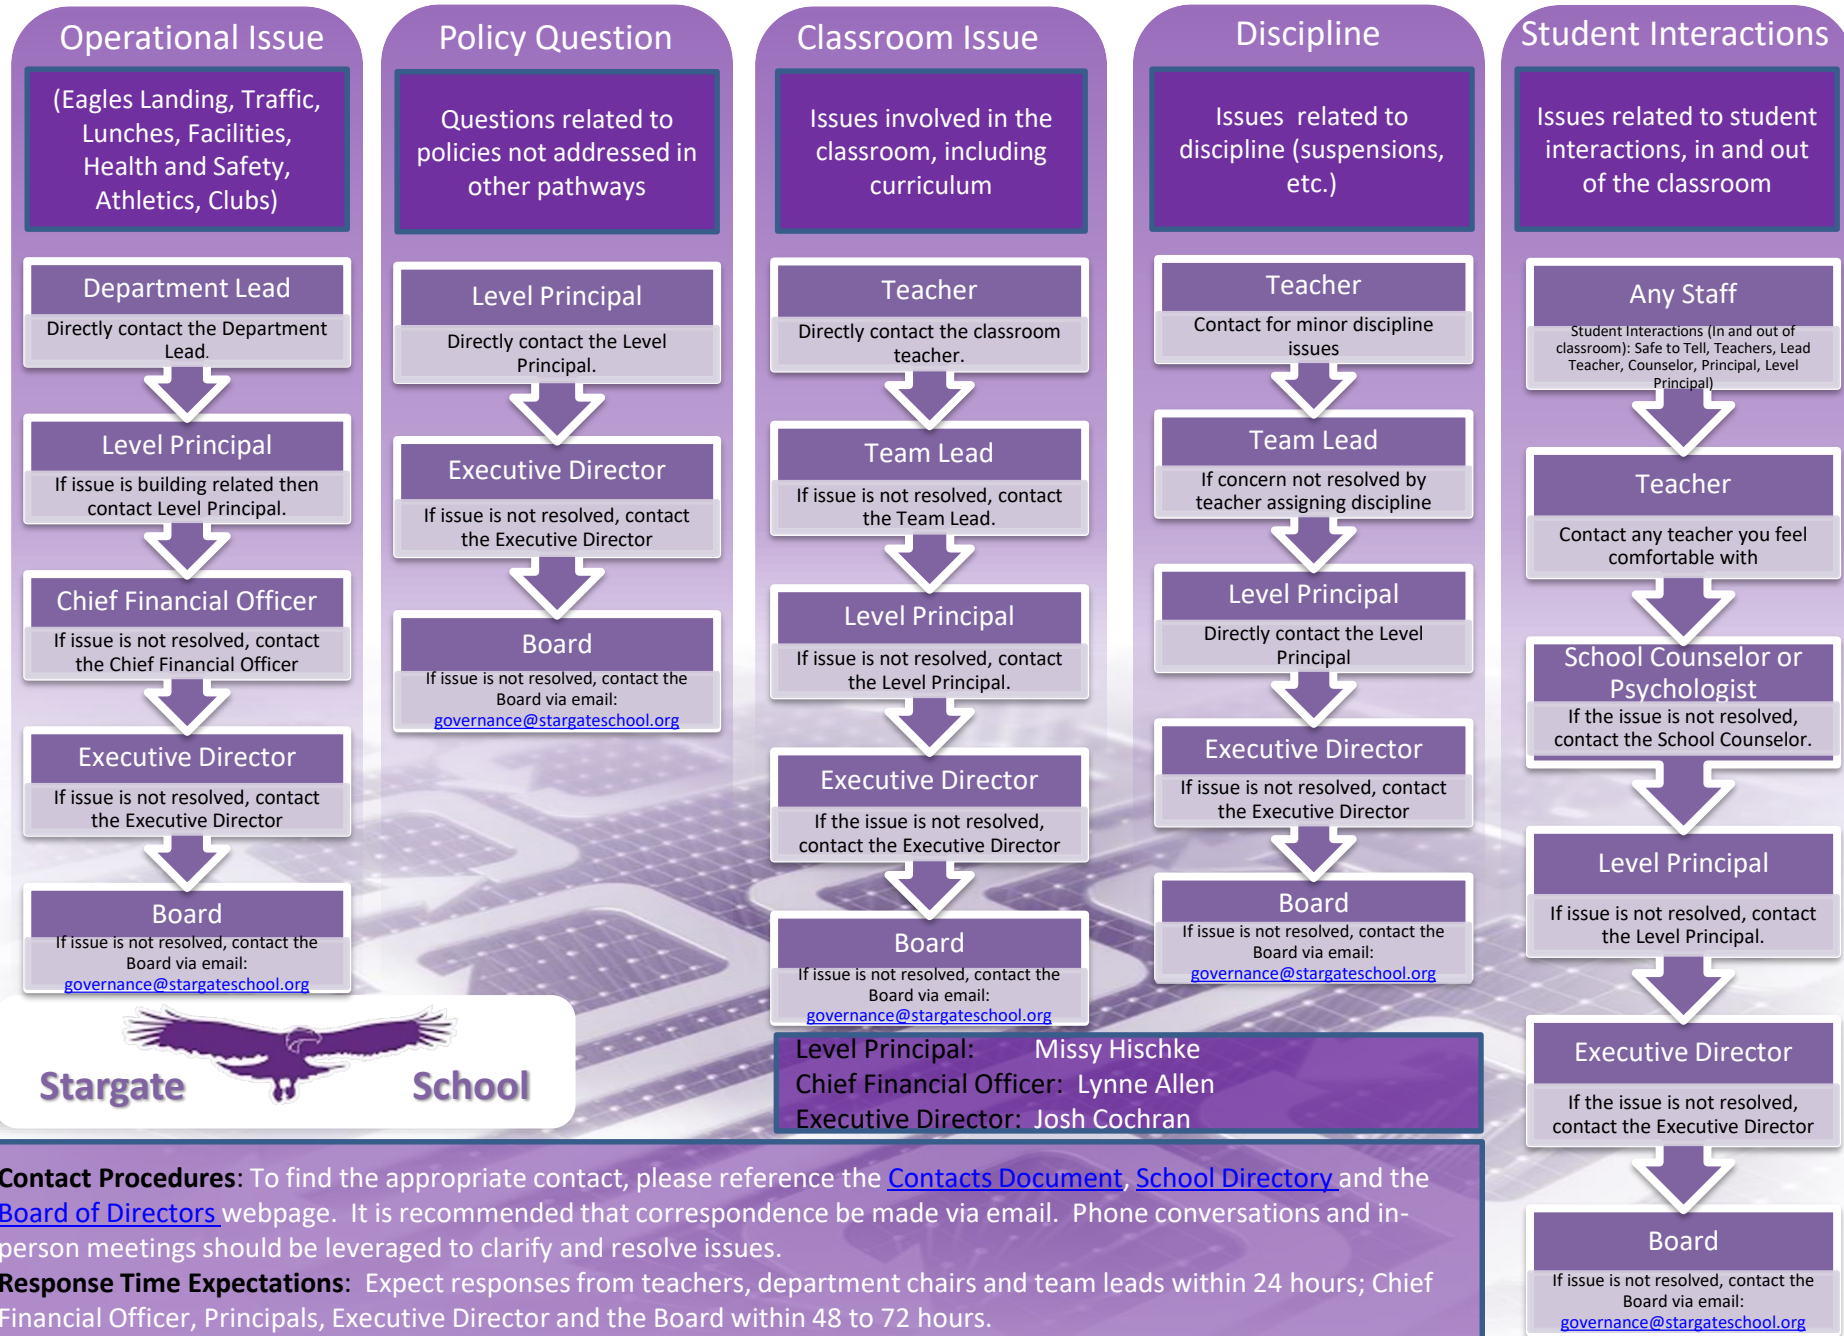 Operational Issue
(Eagles Landing, Traffic,
Lunches, Facilities,
Health and Safety,
Athletics, Clubs)
Department Lead
Directly contact the Department
Lead.
Level Principal
If issue is building related then
contact Level Principal.
Chief Financial Officer
If issue is not resolved, contact
the Chief Financial Officer
Executive Director
If issue is not resolved, contact
the Executive Director
Board
If issue is not resolved, contact the
Board via email:
governance@stargateschool.org
Policy Question
Questions related to
policies not addressed in
other pathways
Level Principal
Directly contact the Level
Principal.
Executive Director
If issue is not resolved, contact
the Executive Director
Board
If issue is not resolved, contact the
Board via email:
governance@stargateschool.org
Classroom Issue
Issues involved in the
classroom, including
curriculum
Teacher
Directly contact the classroom
teacher.
Team Lead
If issue is not resolved, contact
the Team Lead.
Level Principal
If issue is not resolved, contact
the Level Principal.
Executive Director
If the issue is not resolved,
contact the Executive Director
Board
If issue is not resolved, contact the
Board via email:
governance@stargateschool.org
Discipline
Issues  related to
discipline (suspensions,
etc.)
Teacher
Contact for minor discipline
issues
Team Lead
If concern not resolved by
teacher assigning discipline
Level Principal
Directly contact the Level
Principal
Executive Director
If issue is not resolved, contact
the Executive Director
Board
If issue is not resolved, contact the
Board via email:
governance@stargateschool.org
Student Interactions
Issues related to student
interactions, in and out
of the classroom
Any Staff
Student Interactions (In and out of
classroom): Safe to Tell, Teachers, Lead
Teacher, Counselor, Principal, Level
Principal)
Teacher
Contact any teacher you feel
comfortable with
School Counselor or
Psychologist
If the issue is not resolved,
contact the School Counselor.
Level Principal
If issue is not resolved, contact
the Level Principal.
Executive Director
If the issue is not resolved,
contact the Executive Director
Board
If issue is not resolved, contact the
Board via email:
governance@stargateschool.org
Stargate School
Level Principal: Missy Hischke
Chief Financial Officer: Lynne Allen
Executive Director: Josh Cochran
Contact Procedures: To find the appropriate contact, please reference the Contacts Document, School Directory and the
Board of Directors webpage.  It is recommended that correspondence be made via email.  Phone conversations and in-
person meetings should be leveraged to clarify and resolve issues.
Response Time Expectations:  Expect responses from teachers, department chairs and team leads within 24 hours; Chief
Financial Officer, Principals, Executive Director and the Board within 48 to 72 hours.